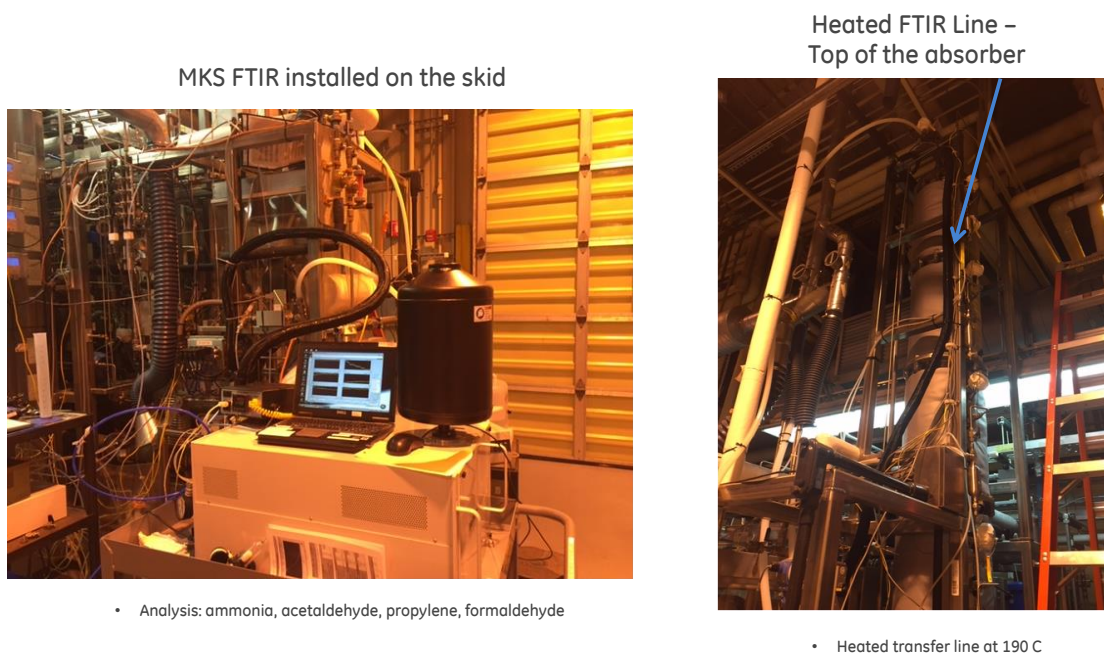 MKS FTIR installed on the skid
Heated FTIR Line –
Top of the absorber
• Analysis: ammonia, acetaldehyde, propylene, formaldehyde
• Heated transfer line at 190 C